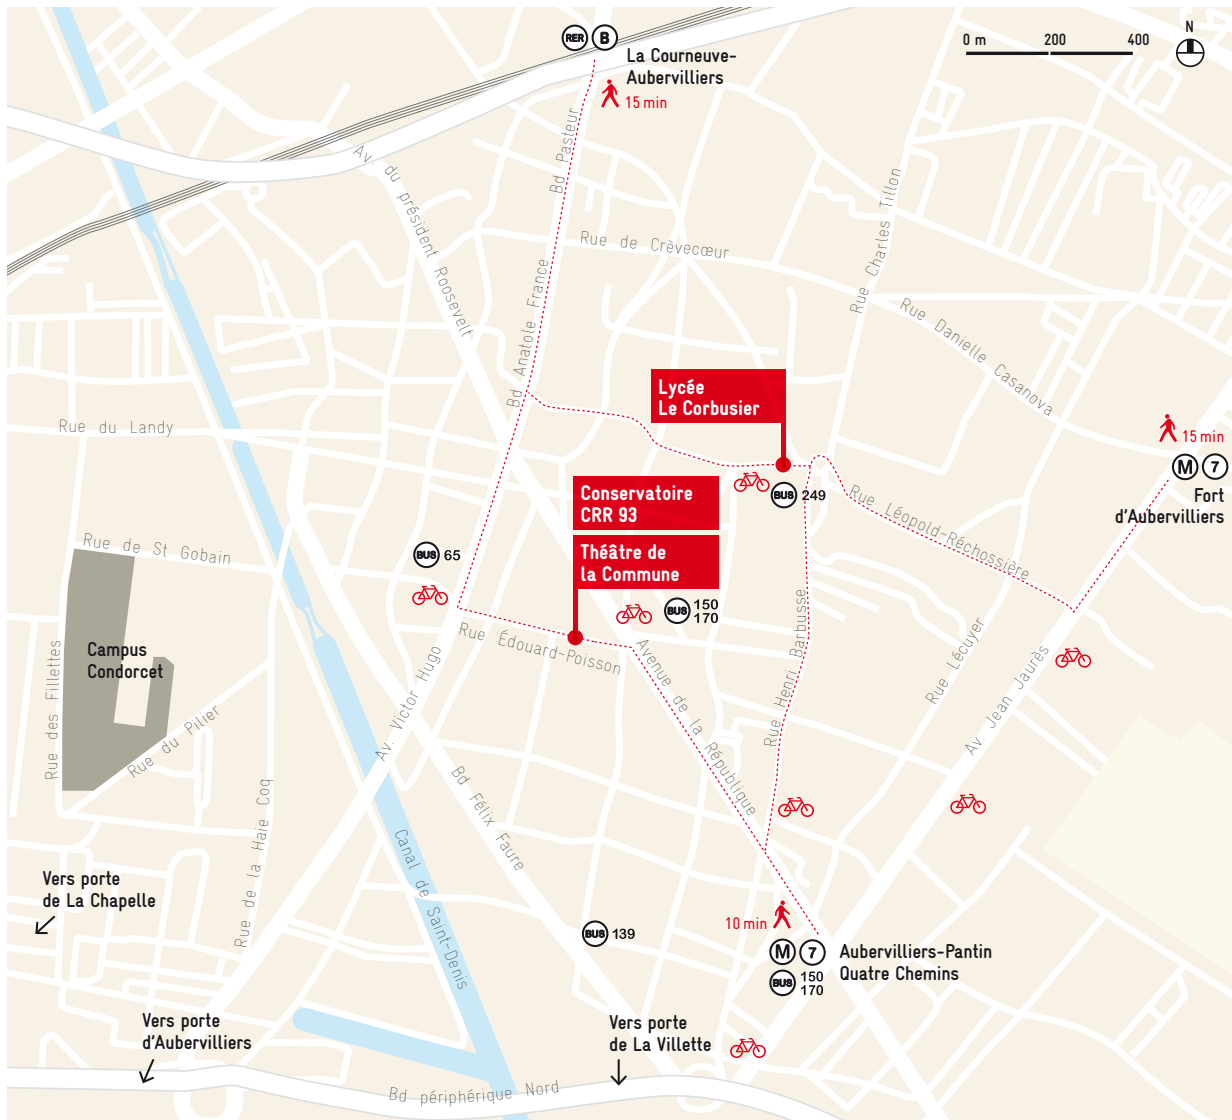 RER B
La Courneuve-
Aubervilliers
15 min
0 m 200 400
N
Bd Pasteur
Av. du président Roosevelt
Rue de Crèvecœur
Rue Charles Tillon
Bd Anatole France
Rue Danielle Casanova
Lycée
Le Corbusier
Rue du Landy
15 min
M 7
Fort
d'Aubervilliers
Conservatoire
CRR 93
BUS 249
Rue Léopold-Réchossière
Rue de St Gobain
BUS 65
Théâtre de
la Commune
BUS 150
170
Rue Édouard-Poisson
Rue Henri Barbusse
Rue Lécuyer
Campus
Condorcet
Rue des Fillettes
Rue du Pilier
Av. Victor Hugo
Avenue de la République
Av. Jean Jaurès
Rue de la Haie Coq
Bd Félix Faure
Canal de Saint-Denis
Vers porte
de La Chapelle
BUS 139
10 min
M 7
BUS 150
170
Aubervilliers-Pantin
Quatre Chemins
Vers porte
d'Aubervilliers
Vers porte
de La Villette
Bd périphérique Nord